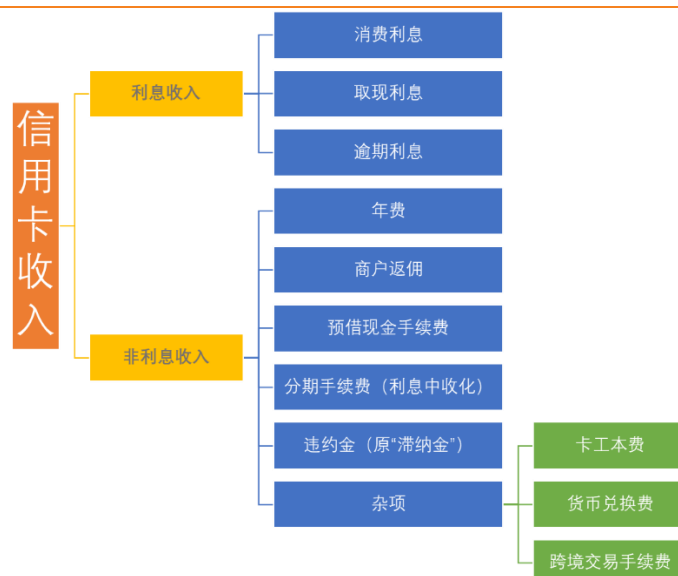 信用卡收入
利息收入
消费利息
取现利息
逾期利息
非利息收入
年费
商户返佣
预借现金手续费
分期手续费（利息中收化）
违约金（原“滞纳金”）
杂项
卡工本费
货币兑换费
跨境交易手续费